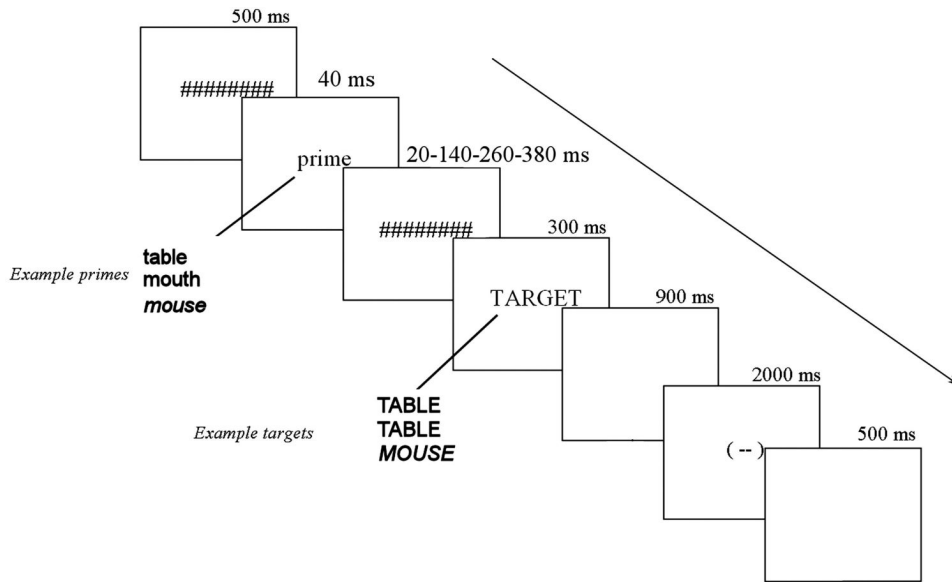 500 ms
########
40 ms
prime
20-140-260-380 ms
########
Example primes
table
mouth
mouse
300 ms
TARGET
Example targets
TABLE
TABLE
MOUSE
900 ms
2000 ms
( -- )
500 ms